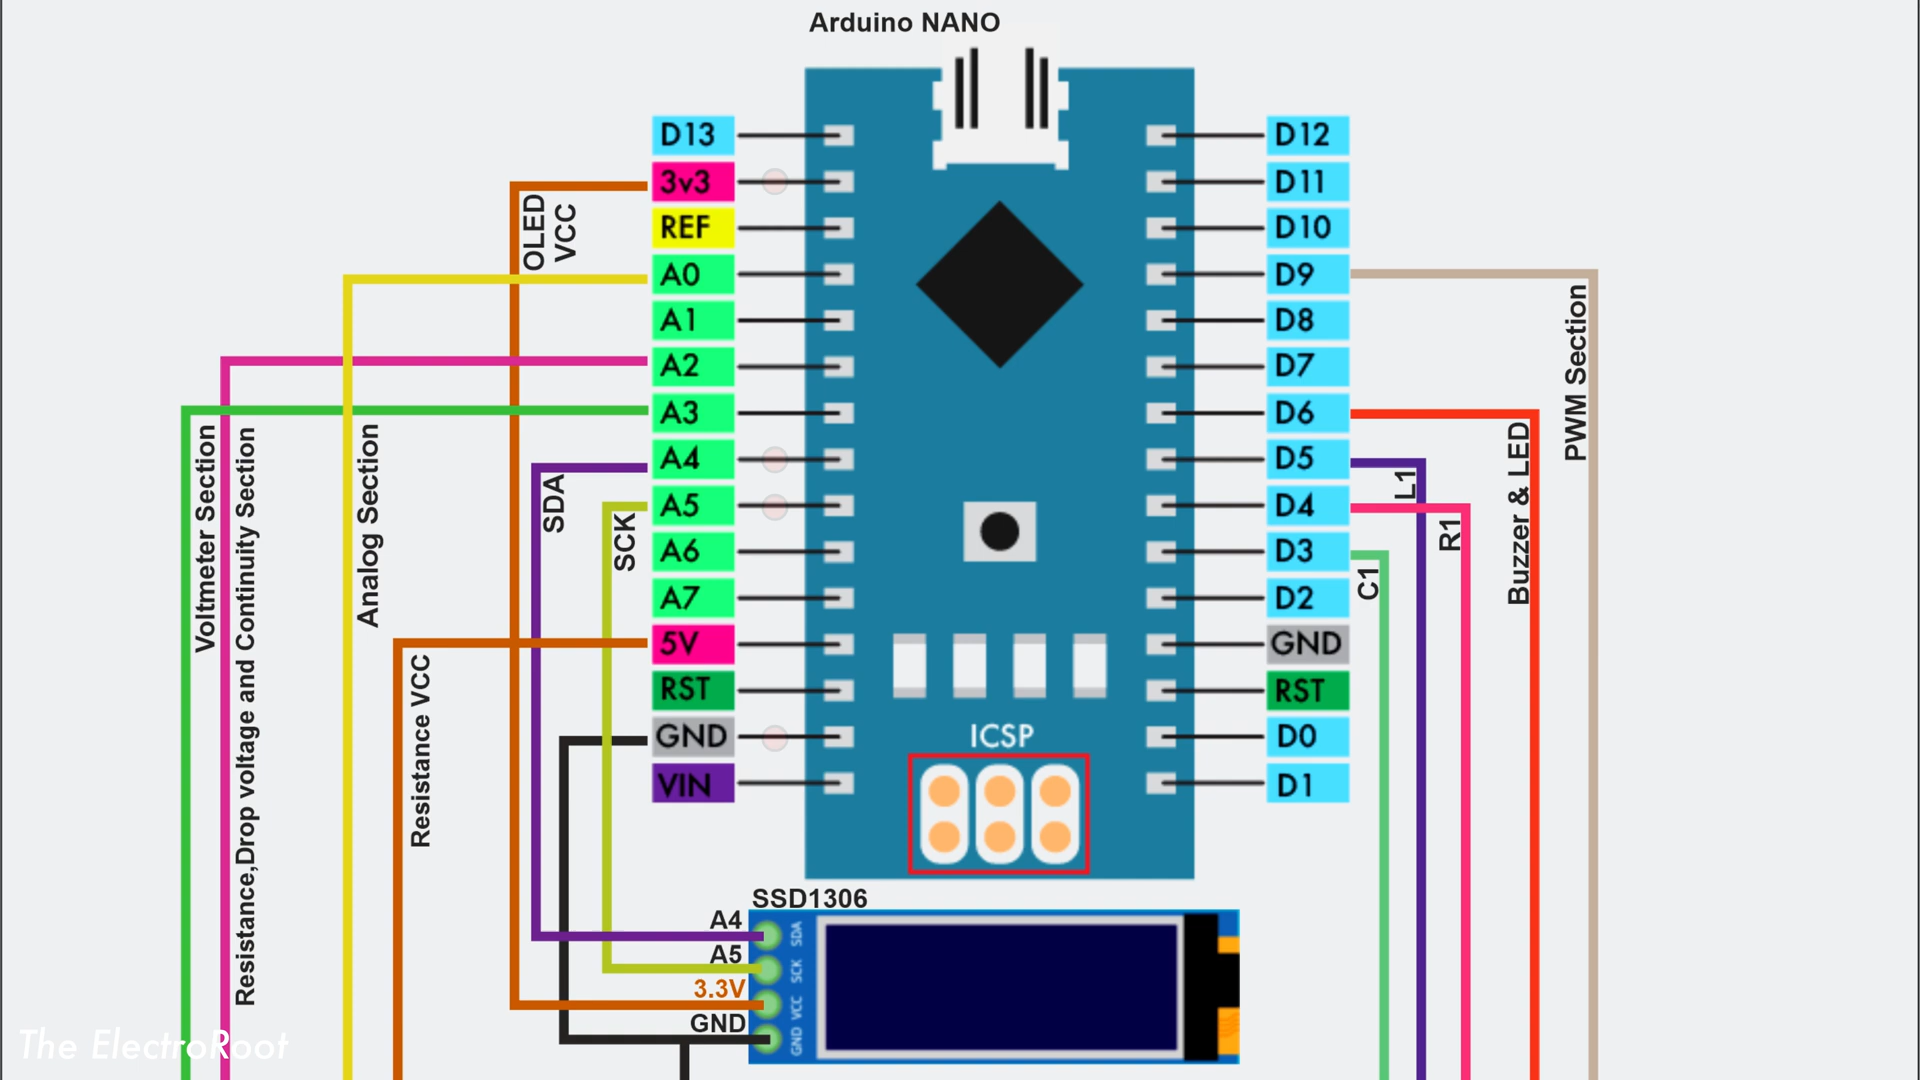 Arduino NANO
D13
3v3
REF
A0
A1
A2
A3
A4
A5
A6
A7
5V
RST
GND
VIN
D12
D11
D10
D9
D8
D7
D6
D5
D4
D3
D2
GND
RST
D0
D1
OLED
VCC
Voltmeter Section
Resistance,Drop voltage and Continuity Section
Analog Section
Resistance VCC
SDA
SCK
C1
L1
R1
Buzzer & LED
PWM Section
ICSP
SSD1306
A4
A5
3.3V
GND
SDA
SCK
VCC
GND
The ElectroRoot